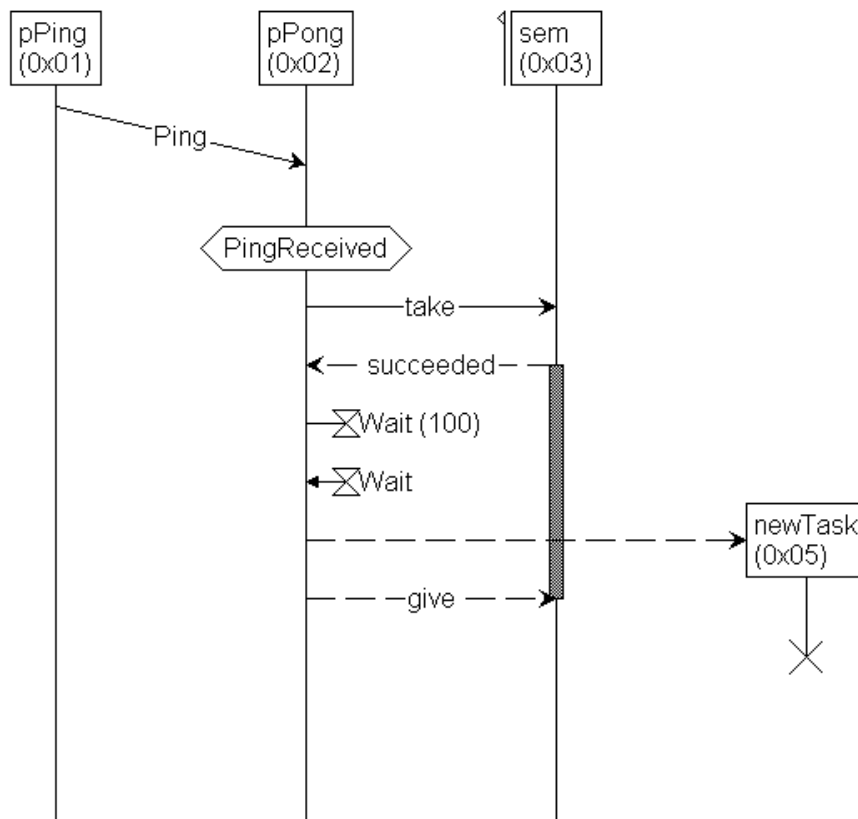 pPing
(0x01)
pPong
(0x02)
sem
(0x03)
Ping
PingReceived
take
succeeded
Wait (100)
Wait
newTask
(0x05)
give